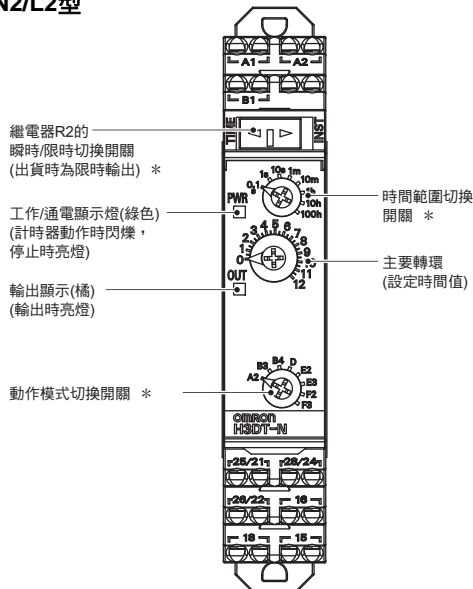 N2/L2型
A1 A2
B1
TIME INST
繼電器R2的
瞬時/限時切換開關
(出貨時為限時輸出) ＊
工作/通電顯示燈(綠色)
(計時器動作時閃爍，
停止時亮燈)
輸出顯示(橘)
(輸出時亮燈)
動作模式切換開關 ＊
0.1s 1s 10s 1m 10m 1h 10h 100h
PWR
0 1 2 3 4 5 6 7 8 9 10 11 12
OUT
A2 B3 B4 D E2 E3 F2 F3
omron
H3DT-N
時間範圍切換
開關 ＊
主要轉環
(設定時間值)
25/21 28/24
26/22 16
18 15